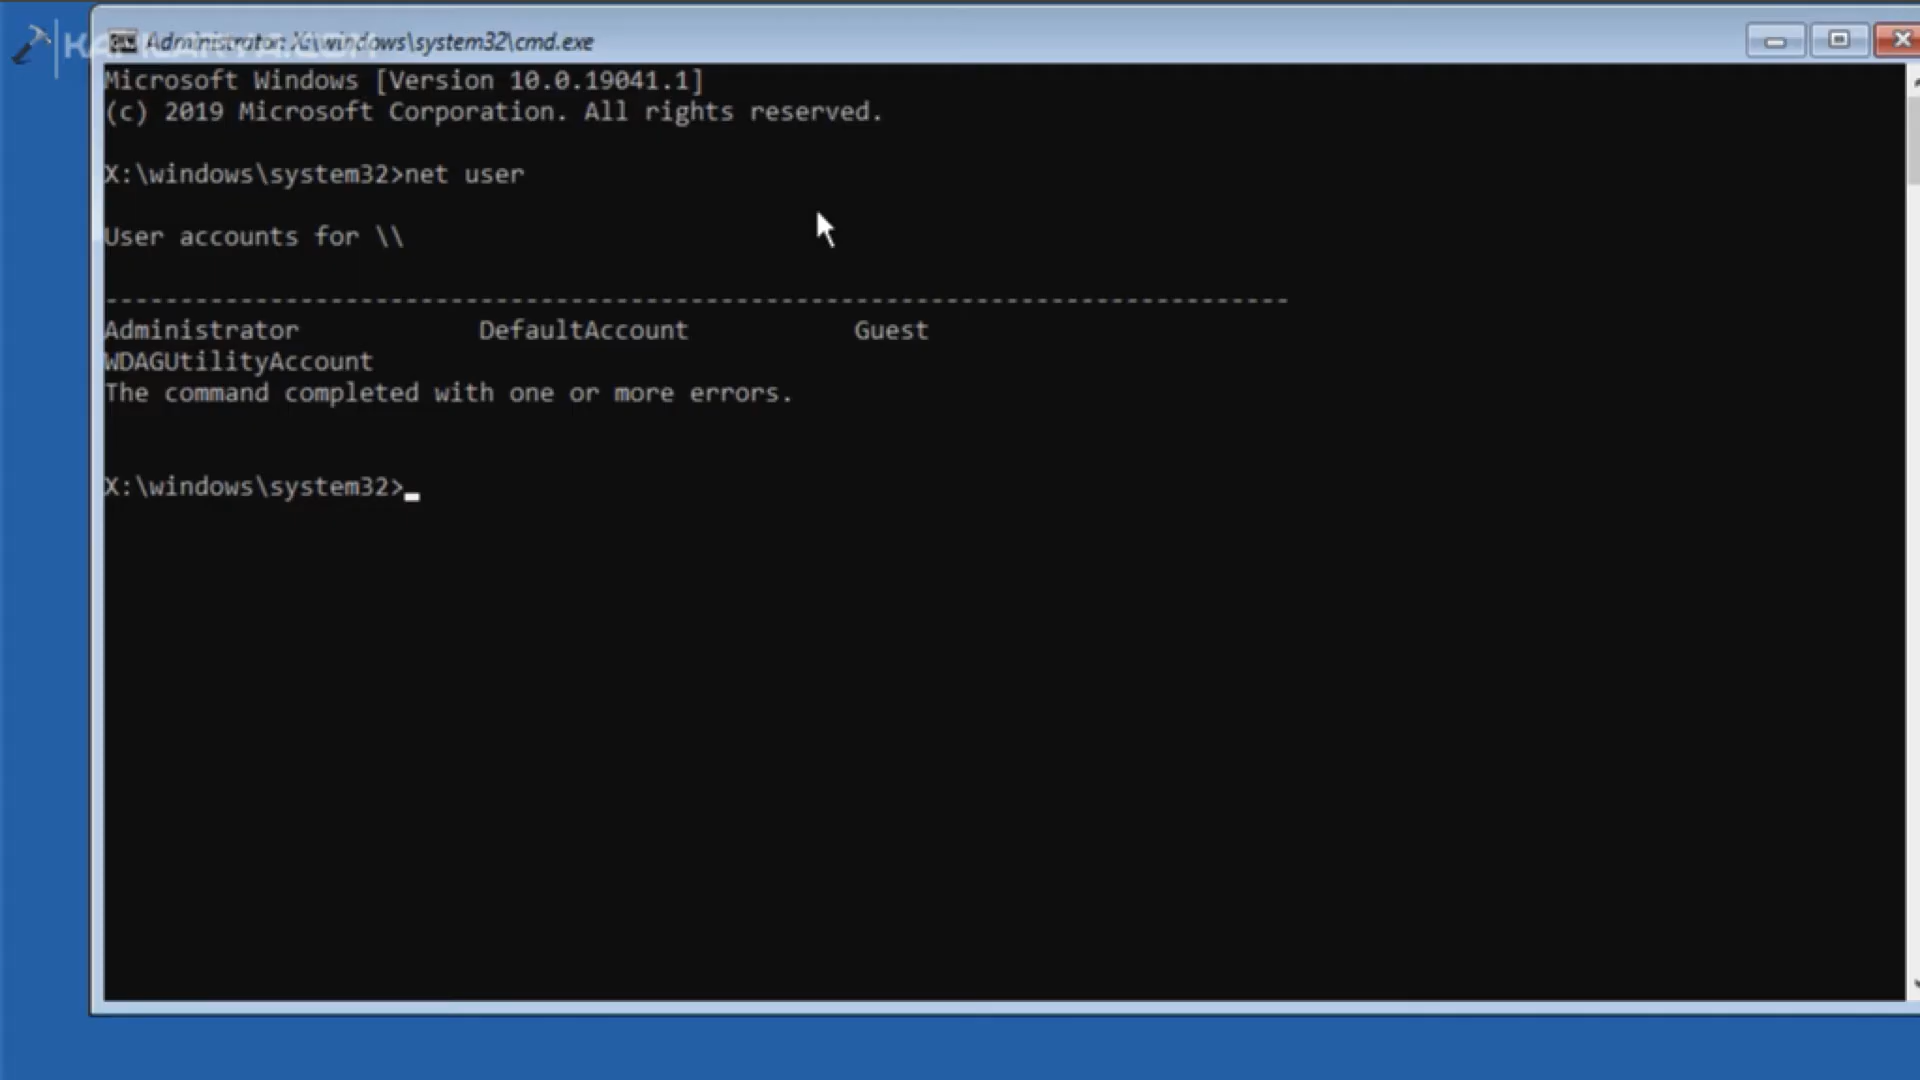 Administrator: X:\windows\system32\cmd.exe
Microsoft Windows [Version 10.0.19041.1]
(c) 2019 Microsoft Corporation. All rights reserved.
X:\windows\system32>net user
User accounts for \\
-------------------------------------------------------------------------------
Administrator DefaultAccount Guest
WDAGUtilityAccount
The command completed with one or more errors.
X:\windows\system32>